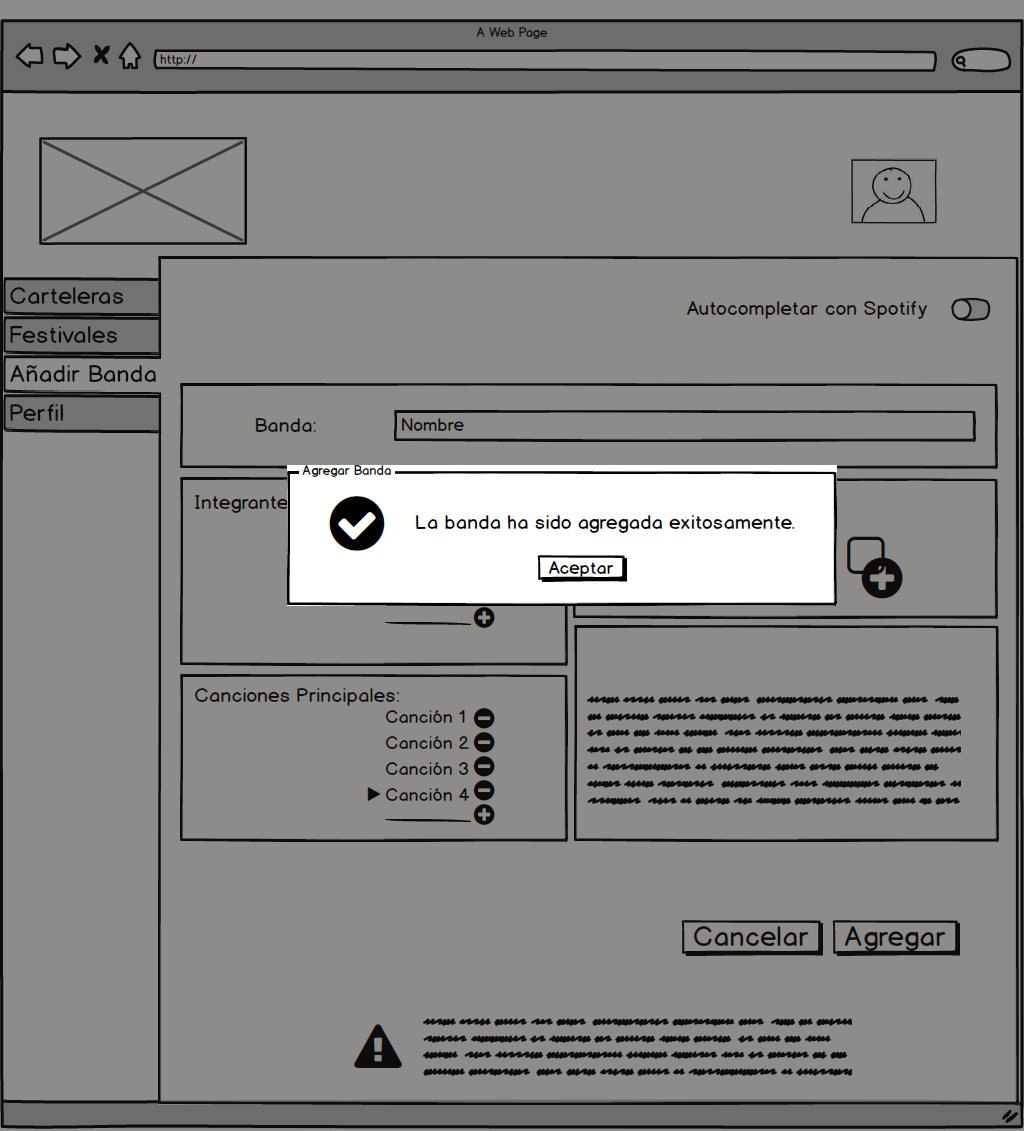 A Web Page
http://
Carteleras
Festivales
Añadir Banda
Perfil
Autocompletar con Spotify
Banda:
Nombre
Integrante
Agregar Banda
La banda ha sido agregada exitosamente.
Aceptar
Canciones Principales:
Canción 1
Canción 2
Canción 3
Canción 4
Cancelar
Agregar